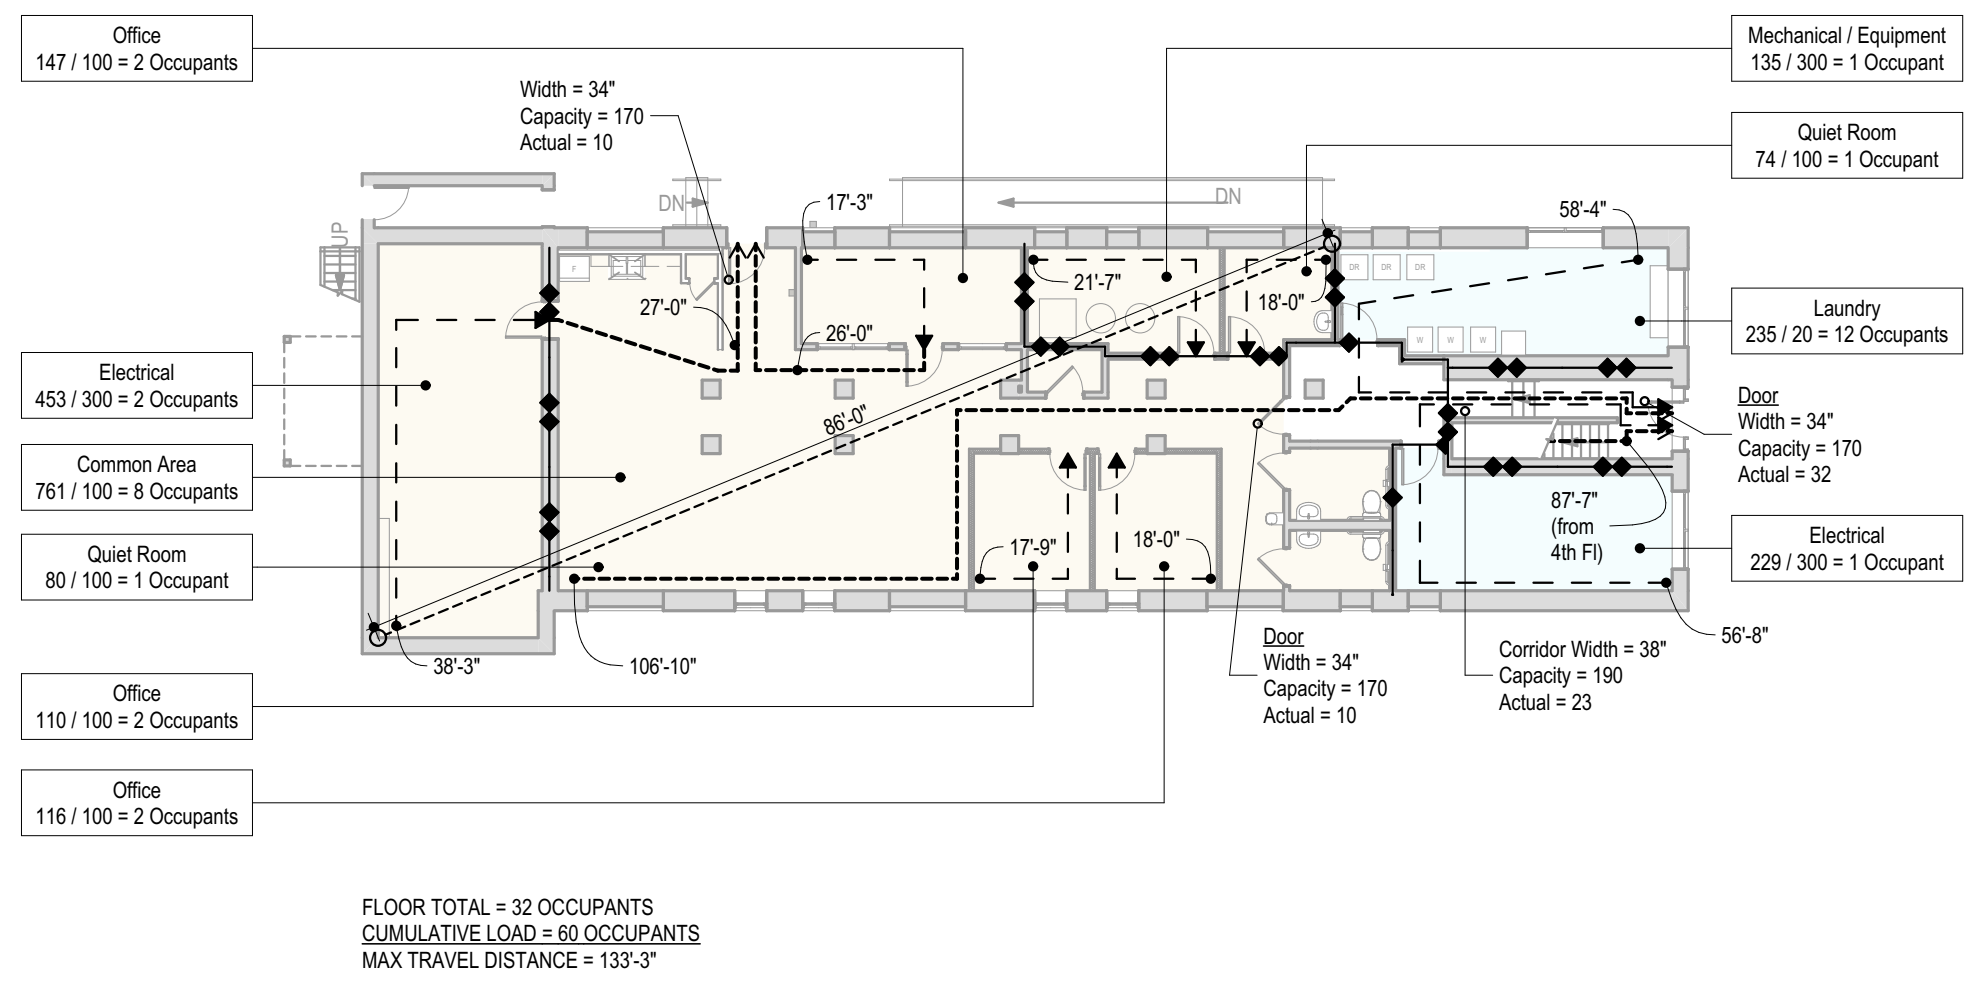 Office
147 / 100 = 2 Occupants
Mechanical / Equipment
135 / 300 = 1 Occupant
Width = 34"
Capacity = 170
Actual = 10
Quiet Room
74 / 100 = 1 Occupant
DN
DN
17'-3"
58'-4"
UP
F
21'-7"
18'-0"
DR
DR
DR
27'-0"
26'-0"
W
W
W
Laundry
235 / 20 = 12 Occupants
Electrical
453 / 300 = 2 Occupants
86'-0"
Door
Width = 34"
Capacity = 170
Actual = 32
Common Area
761 / 100 = 8 Occupants
87'-7"
(from
4th Fl)
Quiet Room
80 / 100 = 1 Occupant
17'-9"
18'-0"
Electrical
229 / 300 = 1 Occupant
38'-3"
106'-10"
Door
Width = 34"
Capacity = 170
Actual = 10
Corridor Width = 38"
Capacity = 190
Actual = 23
56'-8"
Office
110 / 100 = 2 Occupants
Office
116 / 100 = 2 Occupants
FLOOR TOTAL = 32 OCCUPANTS
CUMULATIVE LOAD = 60 OCCUPANTS
MAX TRAVEL DISTANCE = 133'-3"